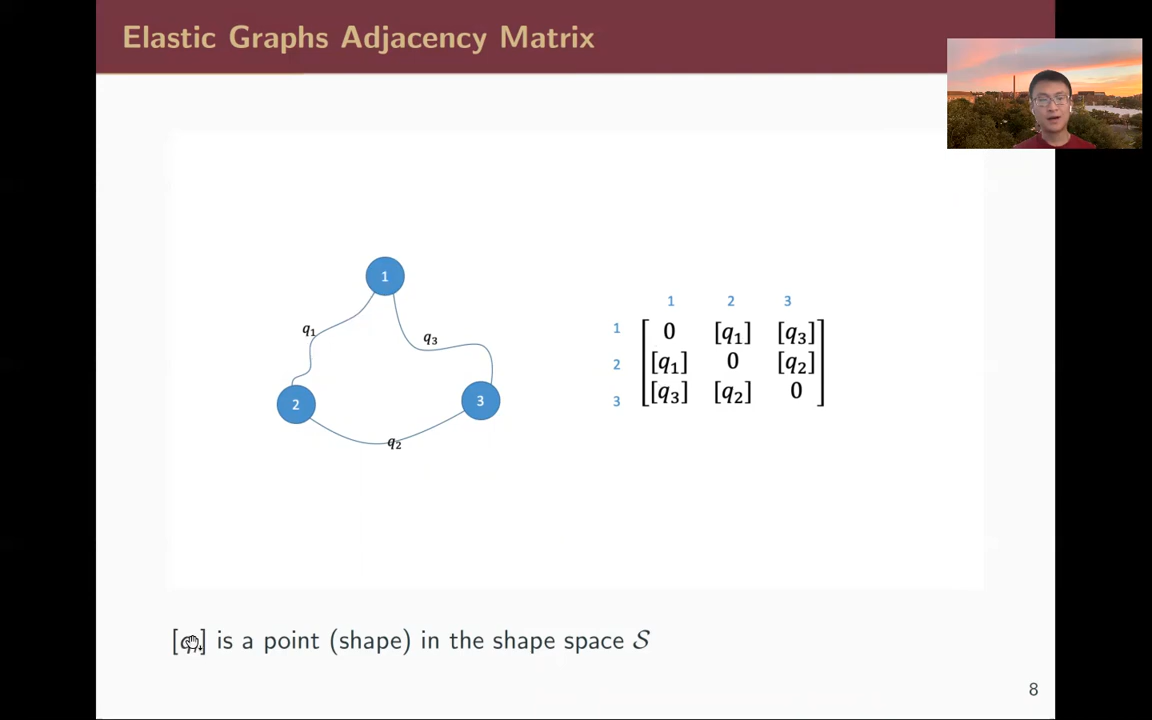 Elastic Graphs Adjacency Matrix
1
q₁
q₃
2
3
q₂
1 2 3
1 0 [q₁] [q₃]
2 [q₁] 0 [q₂]
3 [q₃] [q₂] 0
is a point (shape) in the shape space 𝒮
8